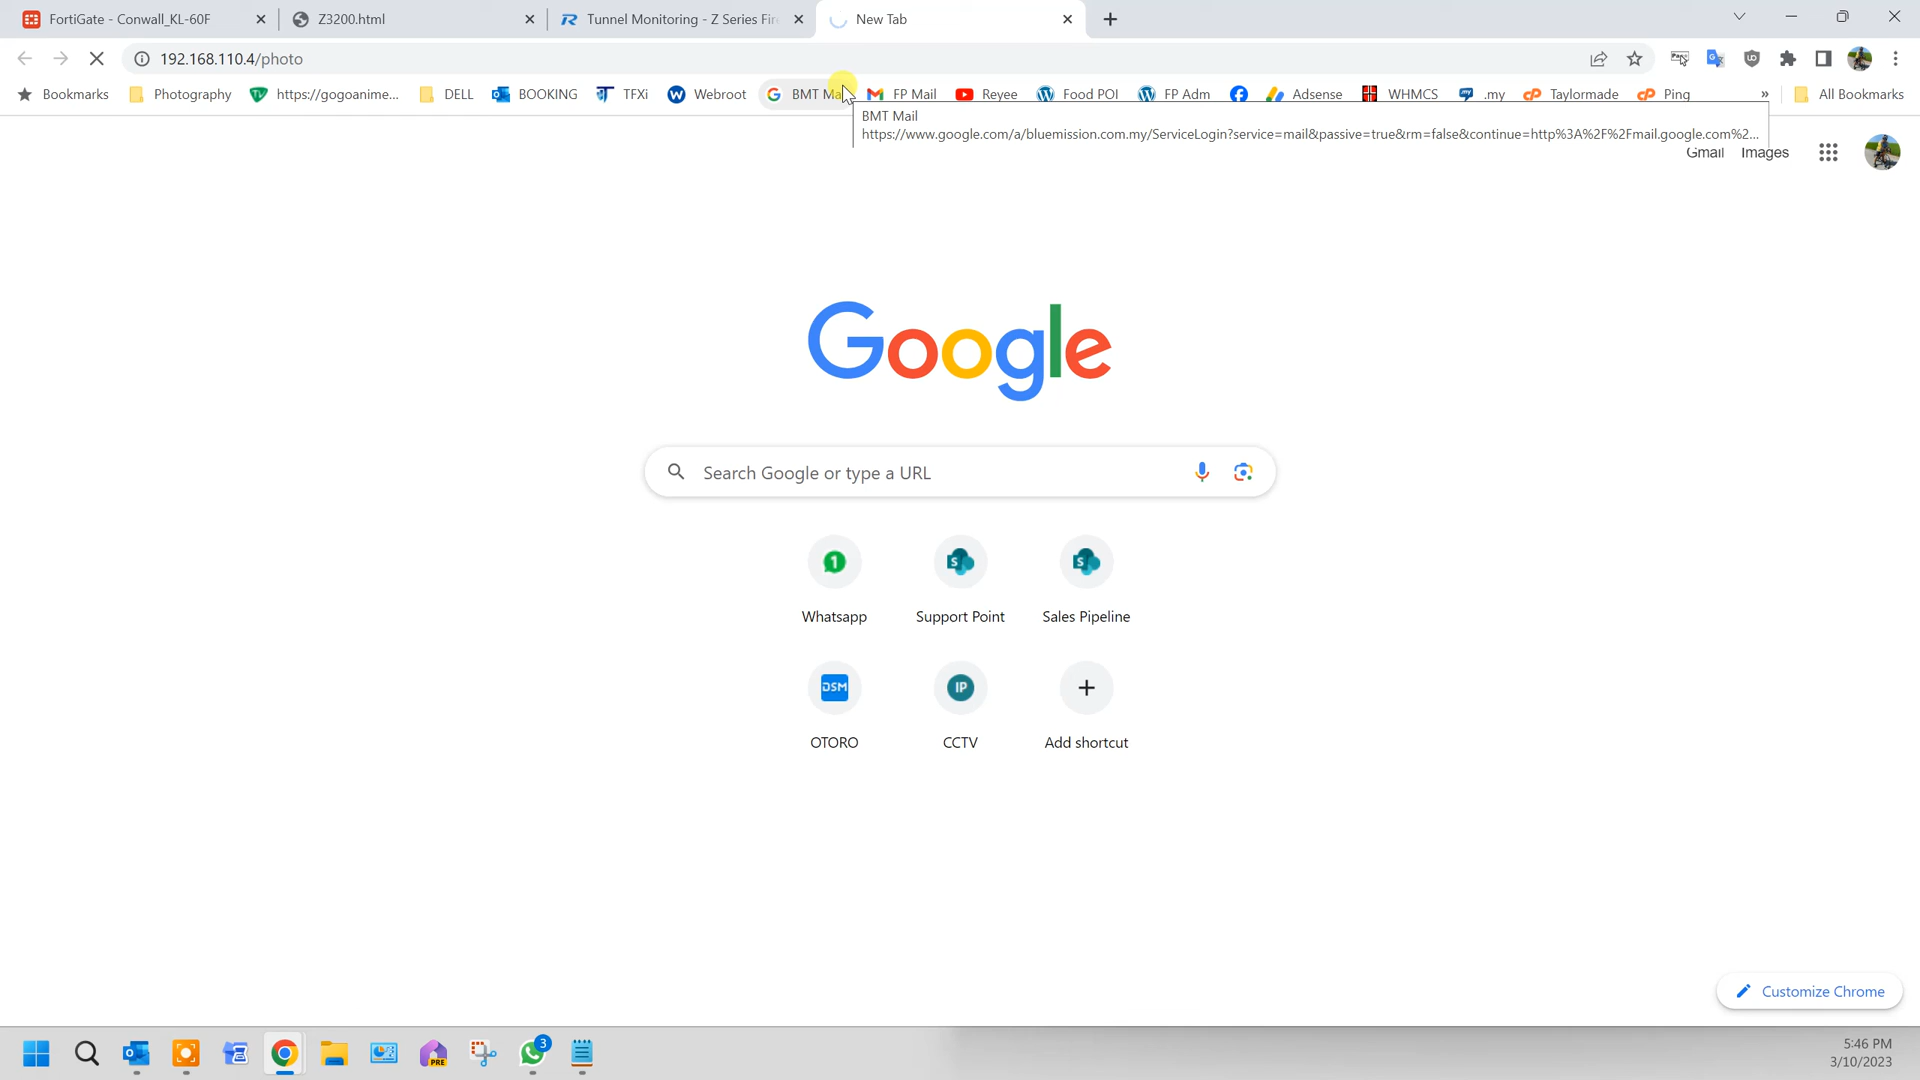 FortiGate - Conwall_KL-60F
Z3200.html
Tunnel Monitoring - Z Series Fir
New Tab
192.168.110.4/photo
Bookmarks
Photography
https://gogoanime...
DELL
BOOKING
TFXi
Webroot
BMT Ma
FP Mail
Reyee
Food POI
FP Adm
Adsense
WHMCS
.my
Taylormade
Ping
»
All Bookmarks
BMT Mail
https://www.google.com/a/bluemission.com.my/ServiceLogin?service=mail&passive=true&rm=false&continue=http%3A%2F%2Fmail.google.com%2...
Gmail Images
Google
Search Google or type a URL
Whatsapp
Support Point
Sales Pipeline
DSM
IP
OTORO
CCTV
Add shortcut
Customize Chrome
PRE
3
5:46 PM
3/10/2023